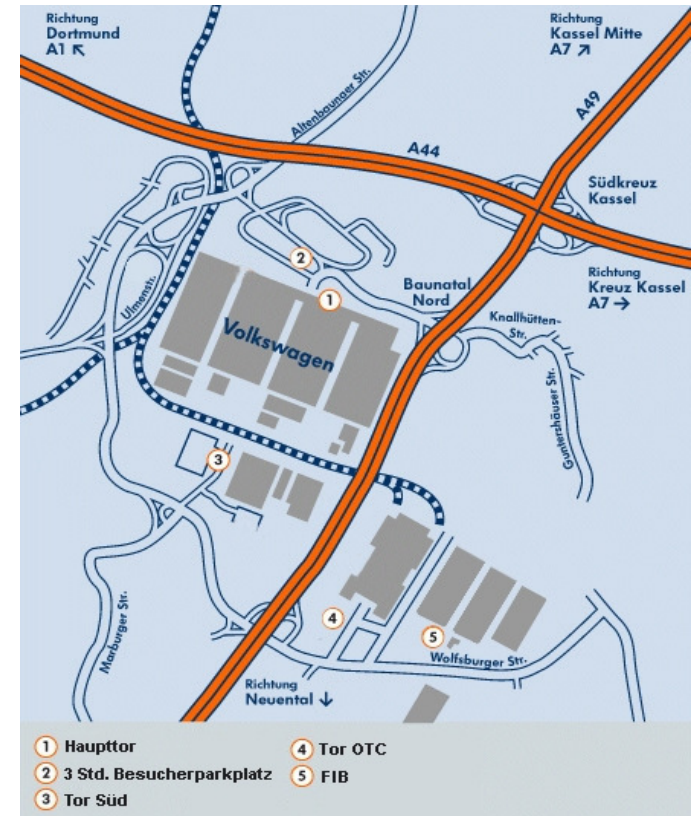 Richtung
Dortmund
A1 ↖
Richtung
Kassel Mitte
A7 ↗
Altenbaunaer Str.
A49
A44
Südkreuz
Kassel
Richtung
Kreuz Kassel
A7 →
Baunatal
Nord
Knallhütten-
Str.
Guntershäuser Str.
Ulmenstr.
2
1
Volkswagen
3
Marburger Str.
4
5
Wolfsburger Str.
Richtung
Neuental ↓
1 Haupttor
2 3 Std. Besucherparkplatz
3 Tor Süd
4 Tor OTC
5 FIB